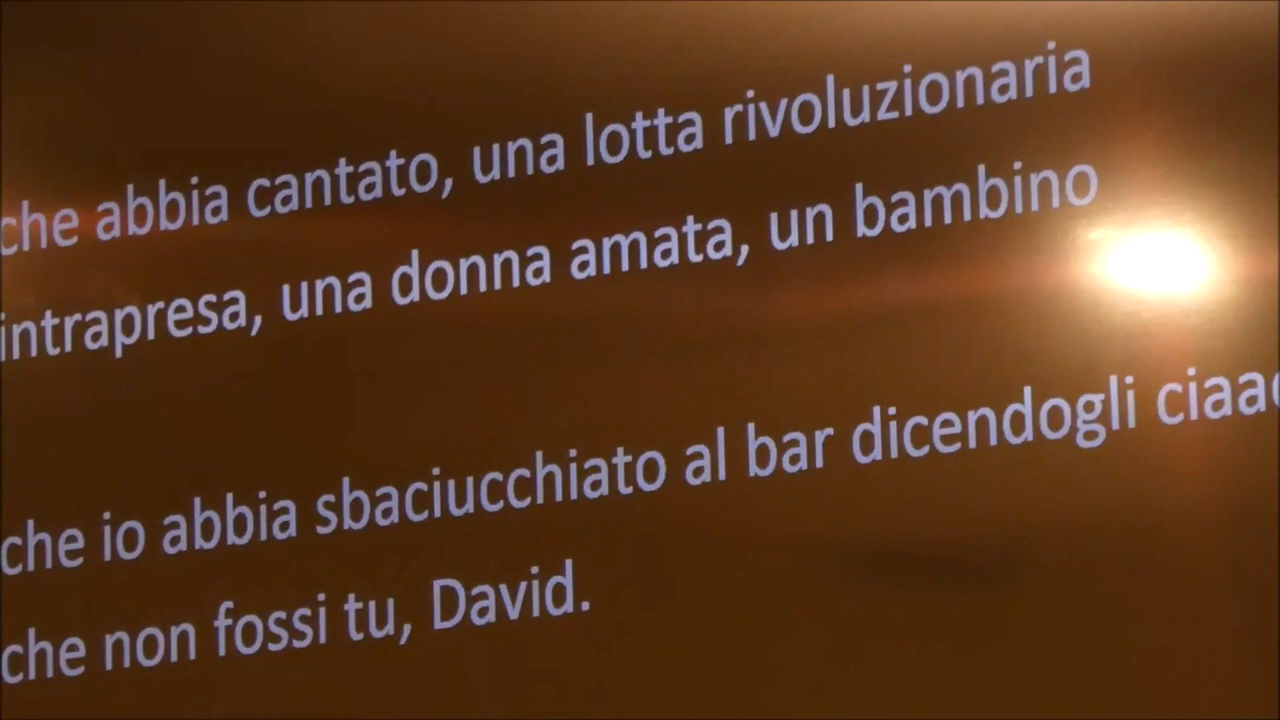 che abbia cantato, una lotta rivoluzionaria
intrapresa, una donna amata, un bambino
che io abbia sbaciucchiato al bar dicendogli ciaao
che non fossi tu, David.